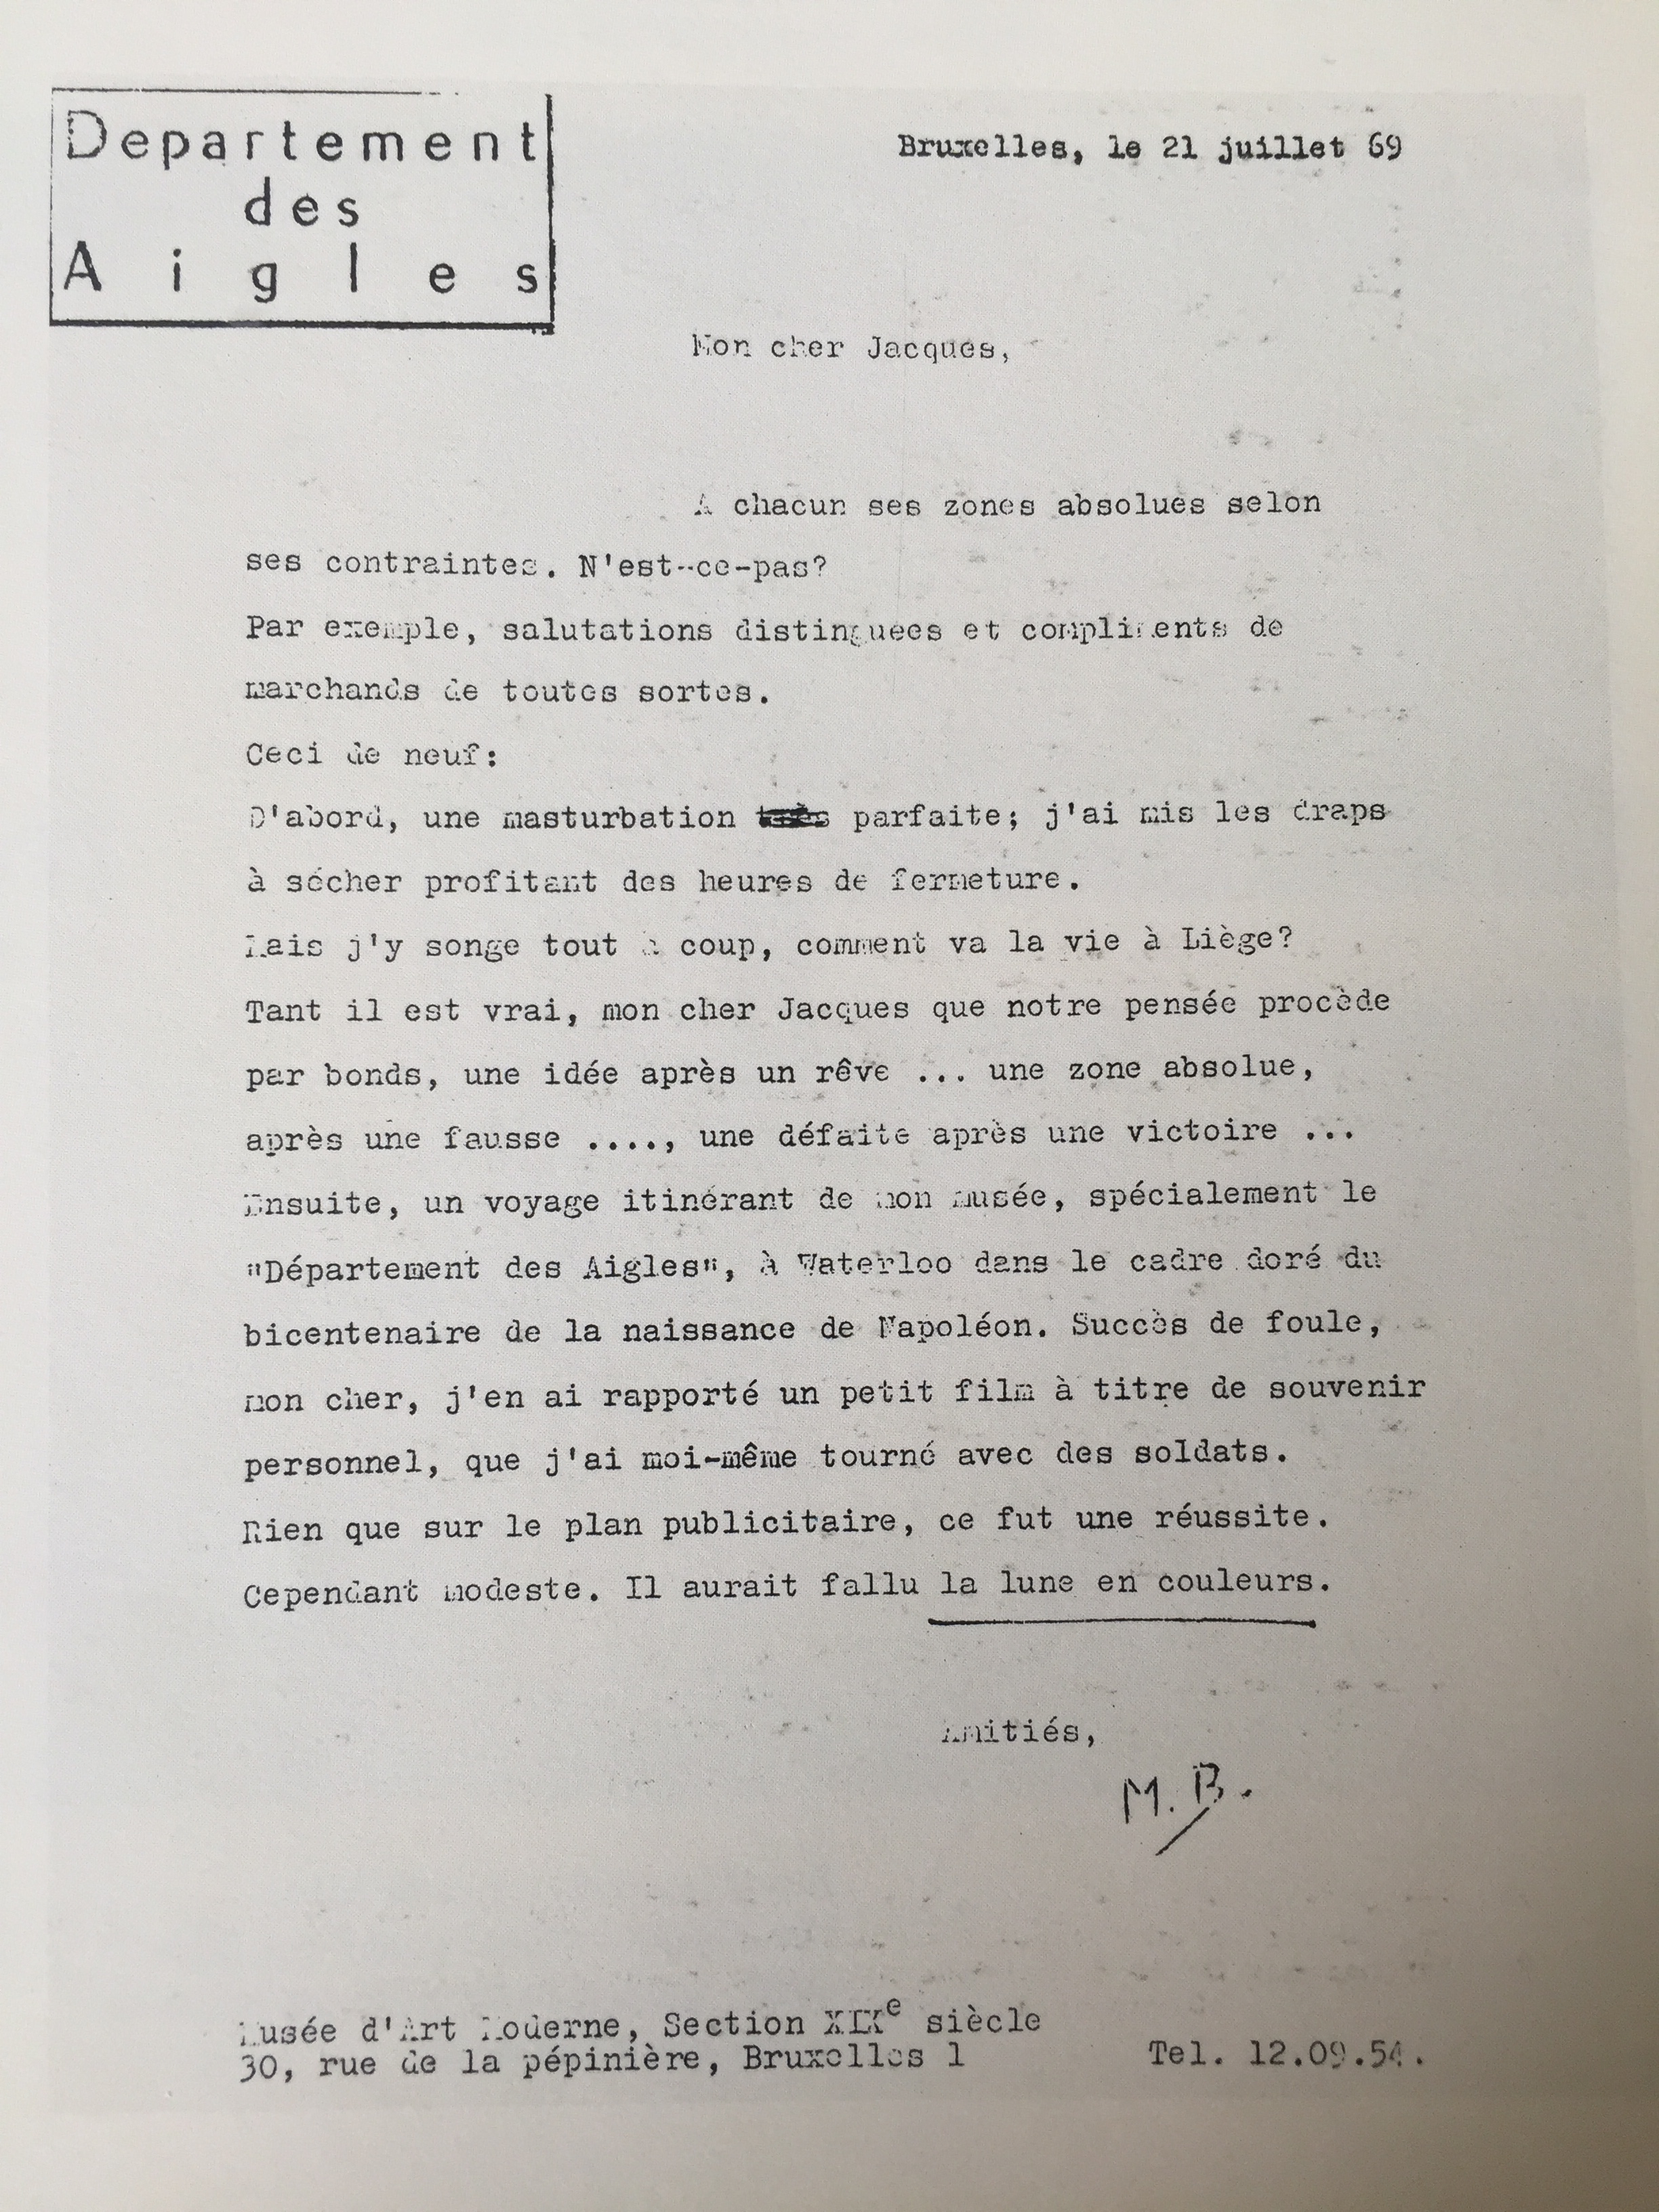 Departement
des
Aigles
Bruxelles, le 21 juillet 69
Mon cher Jacques,
A chacun ses zones absolues selon
ses contraintes. N'est-ce-pas?
Par exemple, salutations distinguees et compliments de
marchands de toutes sortes.
Ceci de neuf:
D'abord, une masturbation très parfaite; j'ai mis les draps
à sécher profitant des heures de fermeture.
Mais j'y songe tout à coup, comment va la vie à Liège?
Tant il est vrai, mon cher Jacques que notre pensée procède
par bonds, une idée après un rêve ... une zone absolue,
après une fausse ...., une défaite après une victoire ...
Ensuite, un voyage itinérant de mon musée, spécialement le
"Département des Aigles", à Waterloo dans le cadre doré du
bicentenaire de la naissance de Napoléon. Succès de foule,
mon cher, j'en ai rapporté un petit film à titre de souvenir
personnel, que j'ai moi-même tourné avec des soldats.
Rien que sur le plan publicitaire, ce fut une réussite.
Cependant modeste. Il aurait fallu la lune en couleurs.
Amitiés,
M.B.
Musée d'Art Moderne, Section XIXe siècle
30, rue de la pépinière, Bruxelles 1
Tel. 12.09.54.